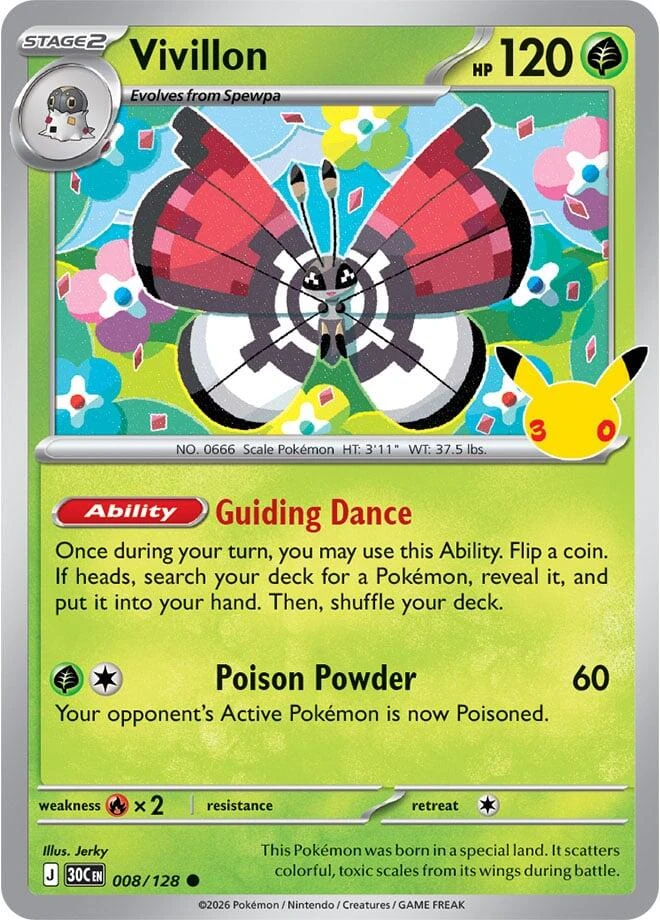 STAGE2
Vivillon
HP 120
Evolves from Spewpa
30
NO. 0666 Scale Pokémon HT: 3'11" WT: 37.5 lbs.
Ability Guiding Dance
Once during your turn, you may use this Ability. Flip a coin.
If heads, search your deck for a Pokémon, reveal it, and
put it into your hand. Then, shuffle your deck.
Poison Powder 60
Your opponent's Active Pokémon is now Poisoned.
weakness ×2 resistance retreat
Illus. Jerky
This Pokémon was born in a special land. It scatters
colorful, toxic scales from its wings during battle.
J 30C EN 008/128
©2026 Pokémon / Nintendo / Creatures / GAME FREAK